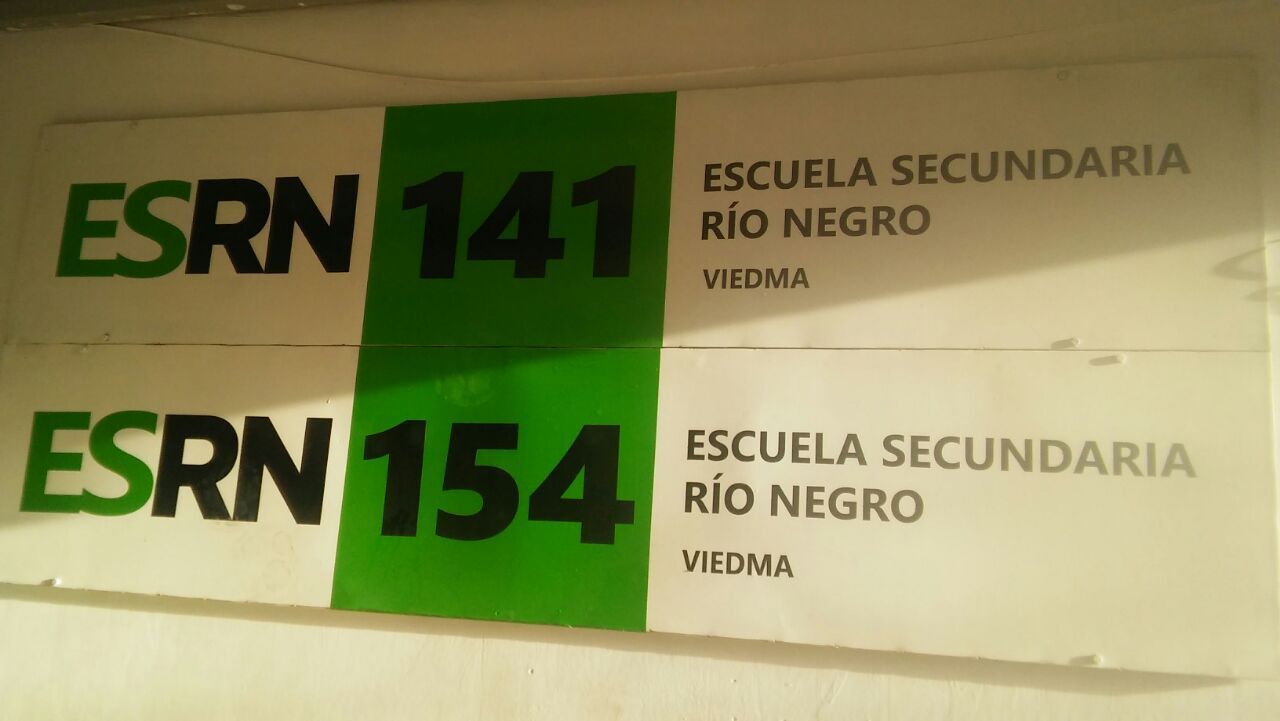 ESRN 141 ESCUELA SECUNDARIA
RÍO NEGRO
VIEDMA
ESRN 154 ESCUELA SECUNDARIA
RÍO NEGRO
VIEDMA